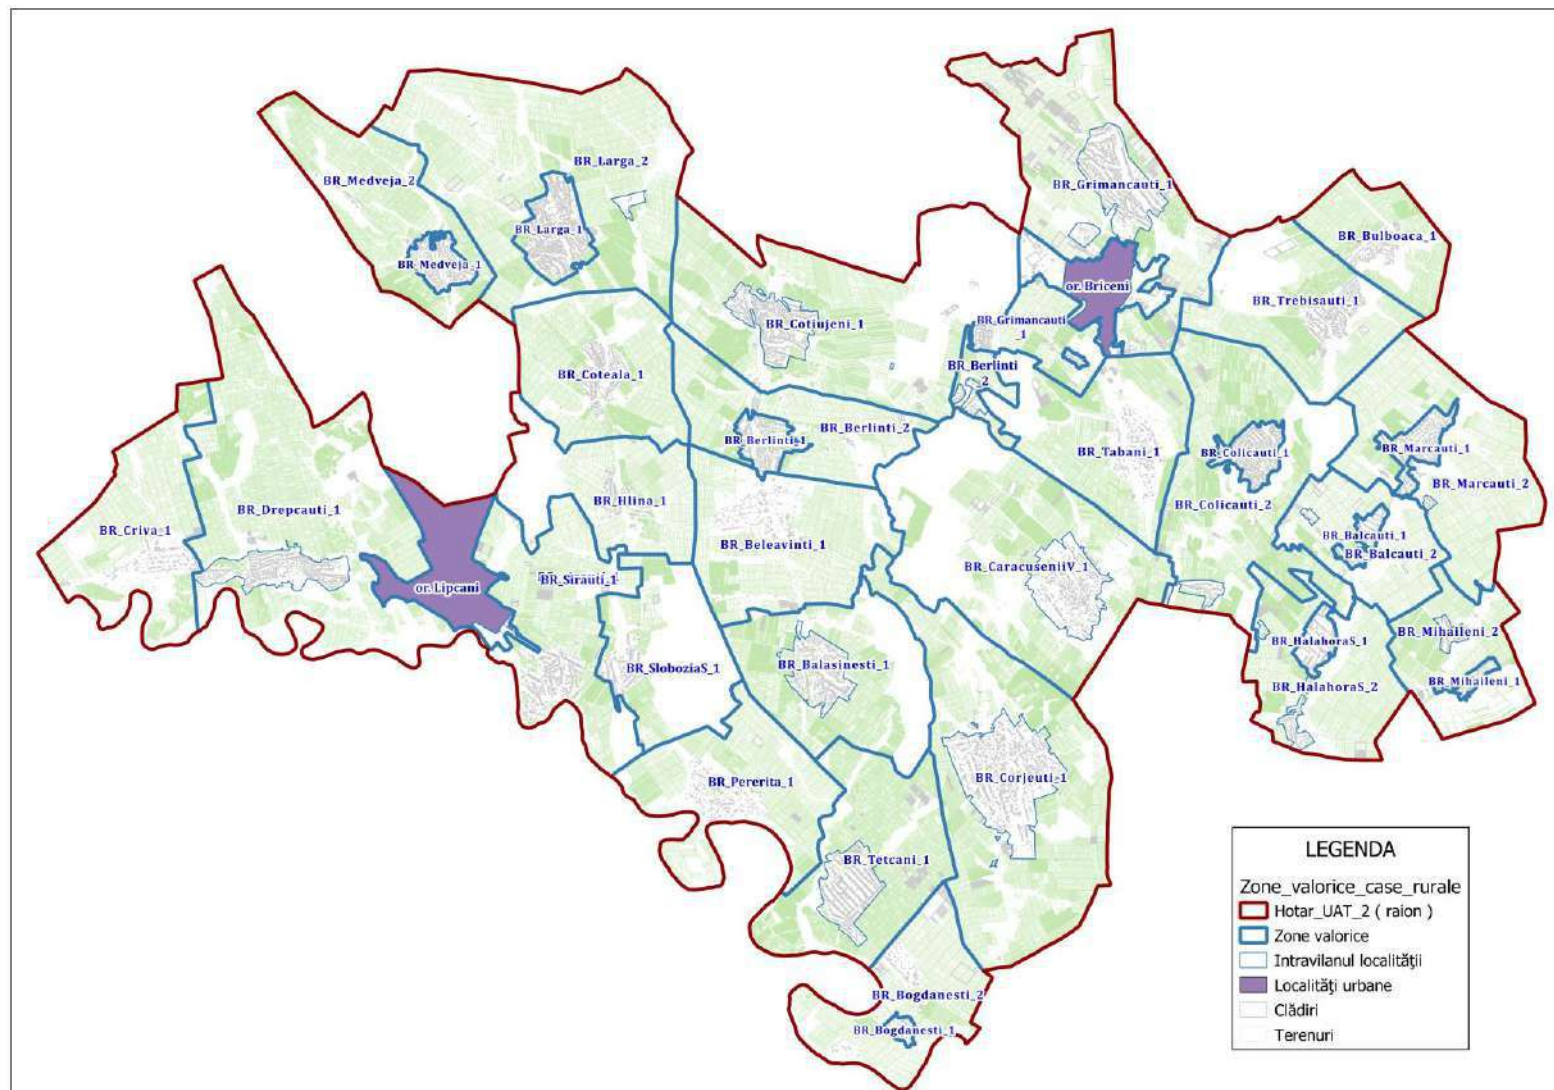 BR_Larga_2
BR_Medveja_2
BR_Grimancauti_1
BR_Larga_1
BR_Bulboaca_1
BR_Medveja_1
or. Briceni
BR_Trebisauti_1
BR_Cotiujeni_1
BR_Grimancauti
_1
BR_Coteala_1
BR_Berlinti
_2
BR_Berlinti_1
BR_Berlinti_2
BR_Tabani_1
BR_Colicauti_1
BR_Marcauti_1
BR_Marcauti_2
BR_Hlina_1
BR_Colicauti_2
BR_Drepcauti_1
BR_Criva_1
BR_Beleavinti_1
BR_Balcauti_1
BR_Balcauti_2
BR_CaracuseniiV_1
BR_Sirauti_1
or. Lipcani
BR_Mihaileni_2
BR_HalahoraS_1
BR_SloboziaS_1
BR_Balasinesti_1
BR_Mihaileni_1
BR_HalahoraS_2
BR_Pererita_1
BR_Corjeuti_1
BR_Tetcani_1
BR_Bogdanesti_2
BR_Bogdanesti_1
LEGENDA
Zone_valorice_case_rurale
Hotar_UAT_2 ( raion )
Zone valorice
Intravilanul localității
Localități urbane
Clădiri
Terenuri